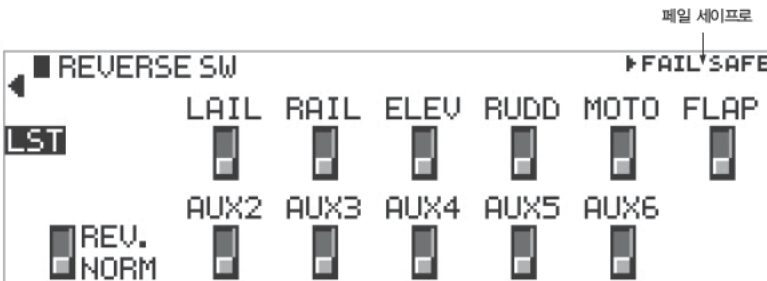 페일 세이프로
REVERSE SW ▶FAIL SAFE
LAIL RAIL ELEV RUDD MOTO FLAP
LST
AUX2 AUX3 AUX4 AUX5 AUX6
REV.
NORM